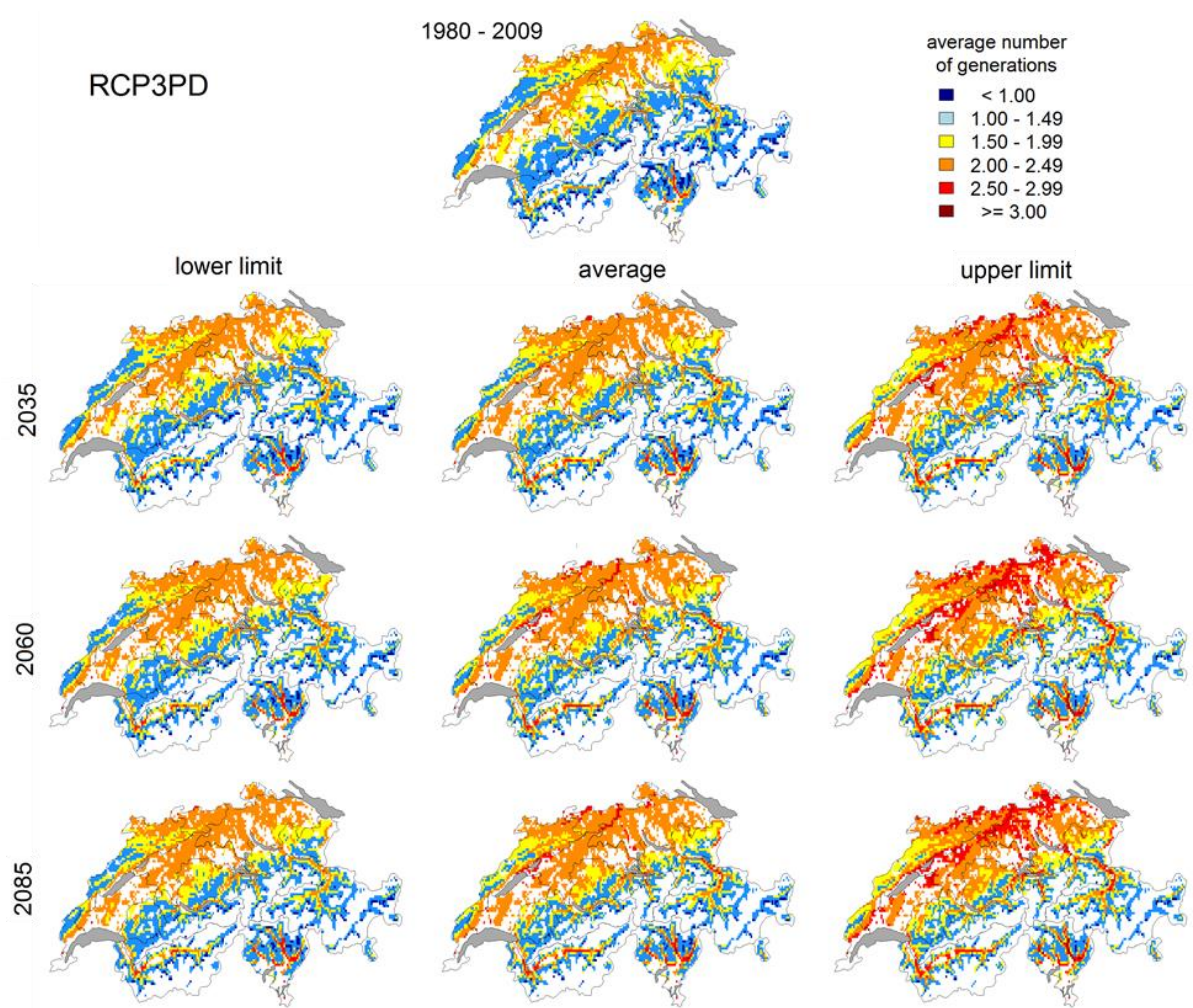 1980 - 2009
RCP3PD
average number
of generations
< 1.00
1.00 - 1.49
1.50 - 1.99
2.00 - 2.49
2.50 - 2.99
>= 3.00
lower limit
average
upper limit
2035
2060
2085